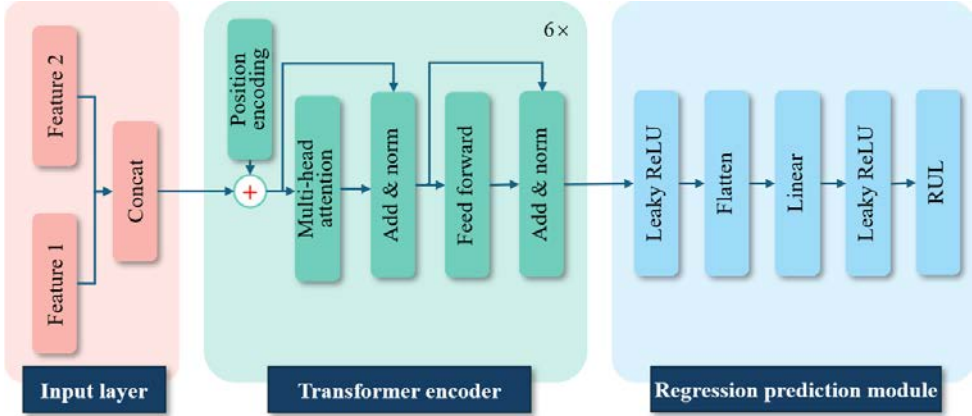 Feature 2
Feature 1
Concat
Position
encoding
+
6×
Multi-head
attention
Add & norm
Feed forward
Add & norm
Leaky ReLU
Flatten
Linear
Leaky ReLU
RUL
Input layer
Transformer encoder
Regression prediction module